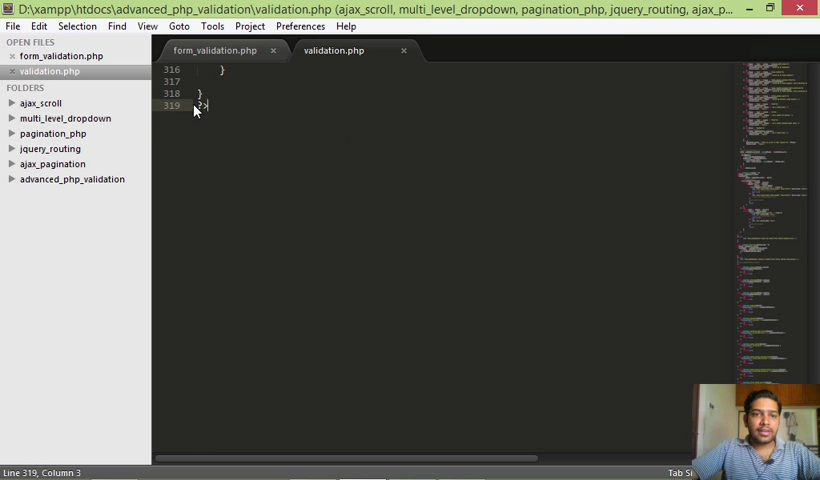 D:\xampp\htdocs\advanced_php_validation\validation.php (ajax_scroll, multi_level_dropdown, pagination_php, jquery_routing, ajax_p...
File Edit Selection Find View Goto Tools Project Preferences Help
OPEN FILES
form_validation.php
validation.php
FOLDERS
ajax_scroll
multi_level_dropdown
pagination_php
jquery_routing
ajax_pagination
advanced_php_validation
form_validation.php validation.php
316 }
317
318 }
319 ?>
Line 319, Column 3 Tab Si